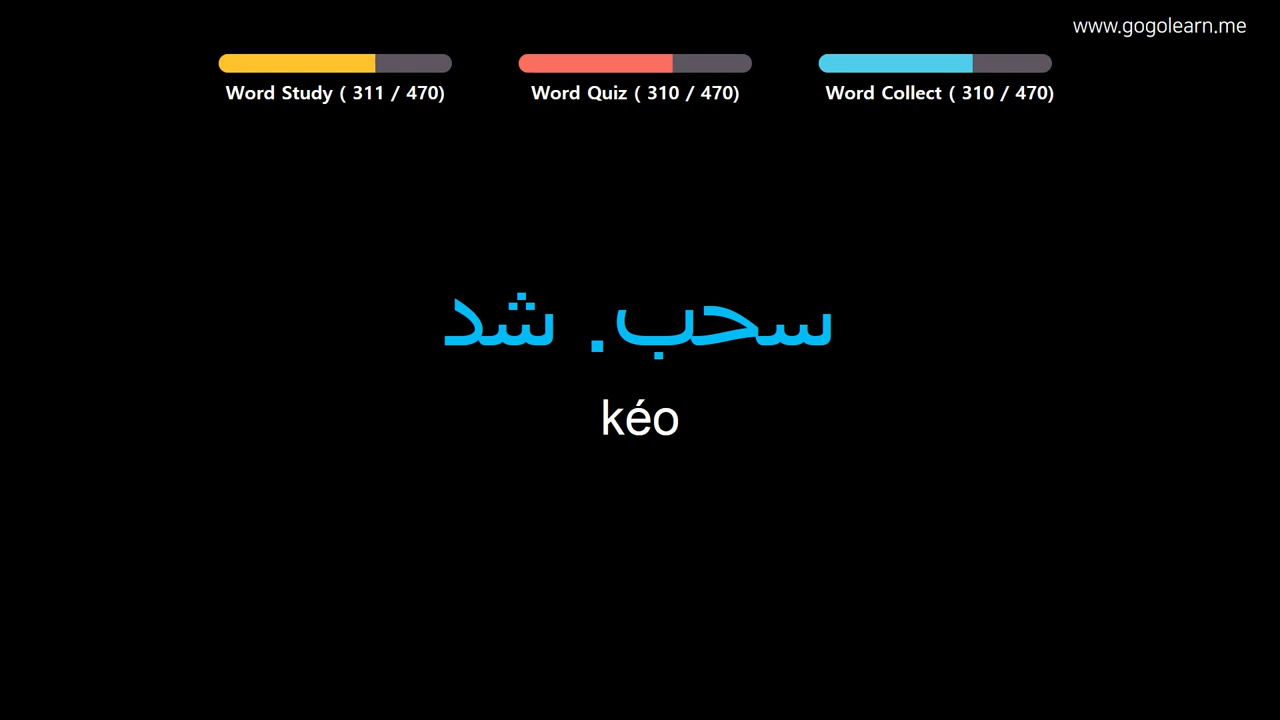 www.gogolearn.me
Word Study ( 311 / 470)
Word Quiz ( 310 / 470)
Word Collect ( 310 / 470)
سحب. شد
kéo